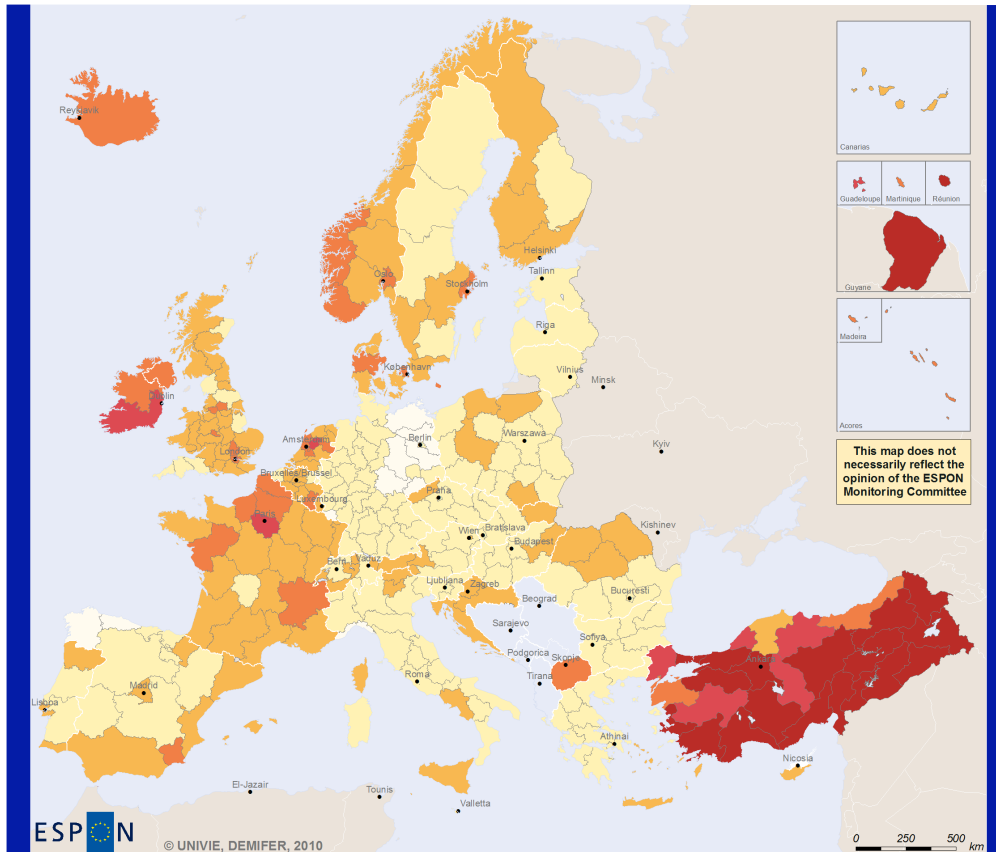 Reykjavik
Canarias
Guadeloupe
Martinique
Réunion
Guyane
Madeira
Acores
This map does not
necessarily reflect the
opinion of the ESPON
Monitoring Committee
Helsinki
Oslo
Tallinn
Stockholm
Riga
København
Vilnius
Minsk
Dublin
Berlin
Warszawa
Amsterdam
London
Kyiv
Bruxelles/Brussel
Praha
Luxembourg
Paris
Kishinev
Wien
Bratislava
Budapest
Bern
Vaduz
Ljubljana
Zagreb
Bucuresti
Beograd
Sarajevo
Sofiya
Podgorica
Skopje
Ankara
Roma
Tirana
Madrid
Lisboa
Athinai
Nicosia
El-Jazair
Tounis
Valletta
ESPON
© UNIVIE, DEMIFER, 2010
0 250 500
km